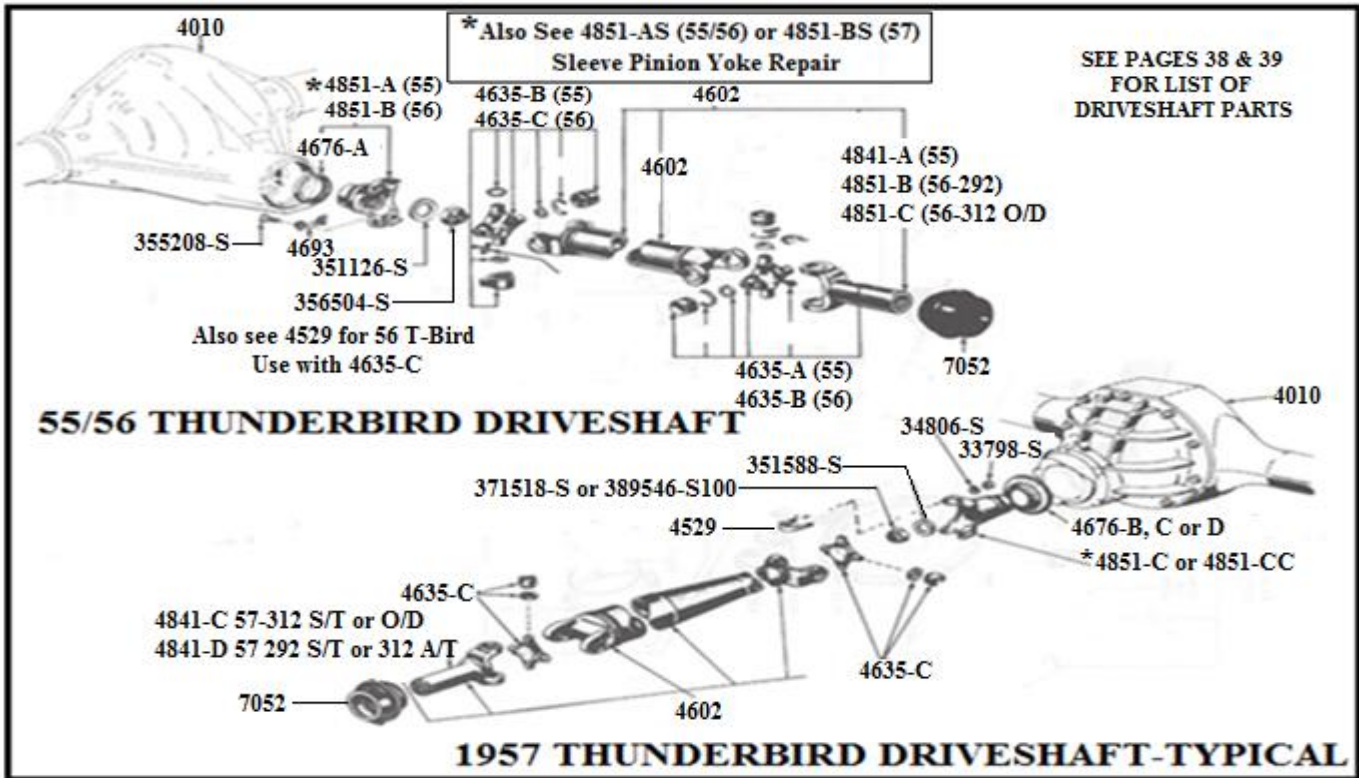 4010
*Also See 4851-AS (55/56) or 4851-BS (57)
Sleeve Pinion Yoke Repair
SEE PAGES 38 & 39
FOR LIST OF
DRIVESHAFT PARTS
*4851-A (55)
4851-B (56)
4676-A
4635-B (55)
4635-C (56)
4602
4602
4841-A (55)
4851-B (56-292)
4851-C (56-312 O/D
355208-S
4693
351126-S
356504-S
Also see 4529 for 56 T-Bird
Use with 4635-C
4635-A (55)
4635-B (56)
7052
55/56 THUNDERBIRD DRIVESHAFT
4010
34806-S
33798-S
351588-S
371518-S or 389546-S100
4529
4676-B, C or D
*4851-C or 4851-CC
4635-C
4841-C 57-312 S/T or O/D
4841-D 57 292 S/T or 312 A/T
4635-C
7052
4602
1957 THUNDERBIRD DRIVESHAFT-TYPICAL